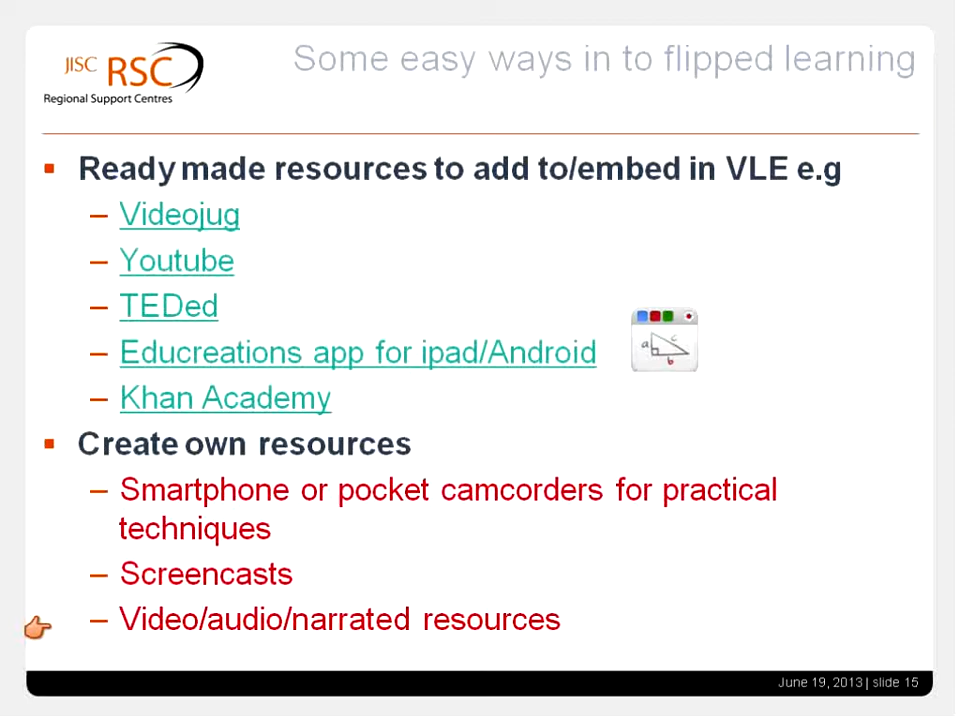 JISC RSC
Regional Support Centres
Some easy ways in to flipped learning
Ready made resources to add to/embed in VLE e.g
– Videojug
– Youtube
– TEDed
– Educreations app for ipad/Android
a c
b
– Khan Academy
Create own resources
– Smartphone or pocket camcorders for practical
techniques
– Screencasts
– Video/audio/narrated resources
June 19, 2013 | slide 15